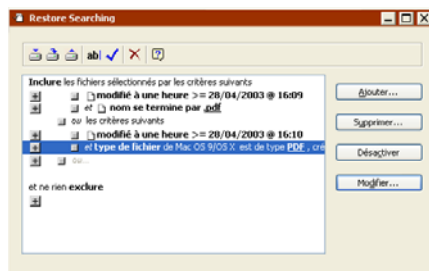 Restore Searching
ab|
Inclure les fichiers sélectionnés par les critères suivants
modifié à une heure >= 28/04/2003 @ 16:09
et nom se termine par .pdf
ou les critères suivants
modifié à une heure >= 28/04/2003 @ 16:10
et type de fichier de Mac OS 9/OS X est de type PDF , cré
ou...
et ne rien exclure
Ajouter...
Supprimer...
Désactiver
Modifier...